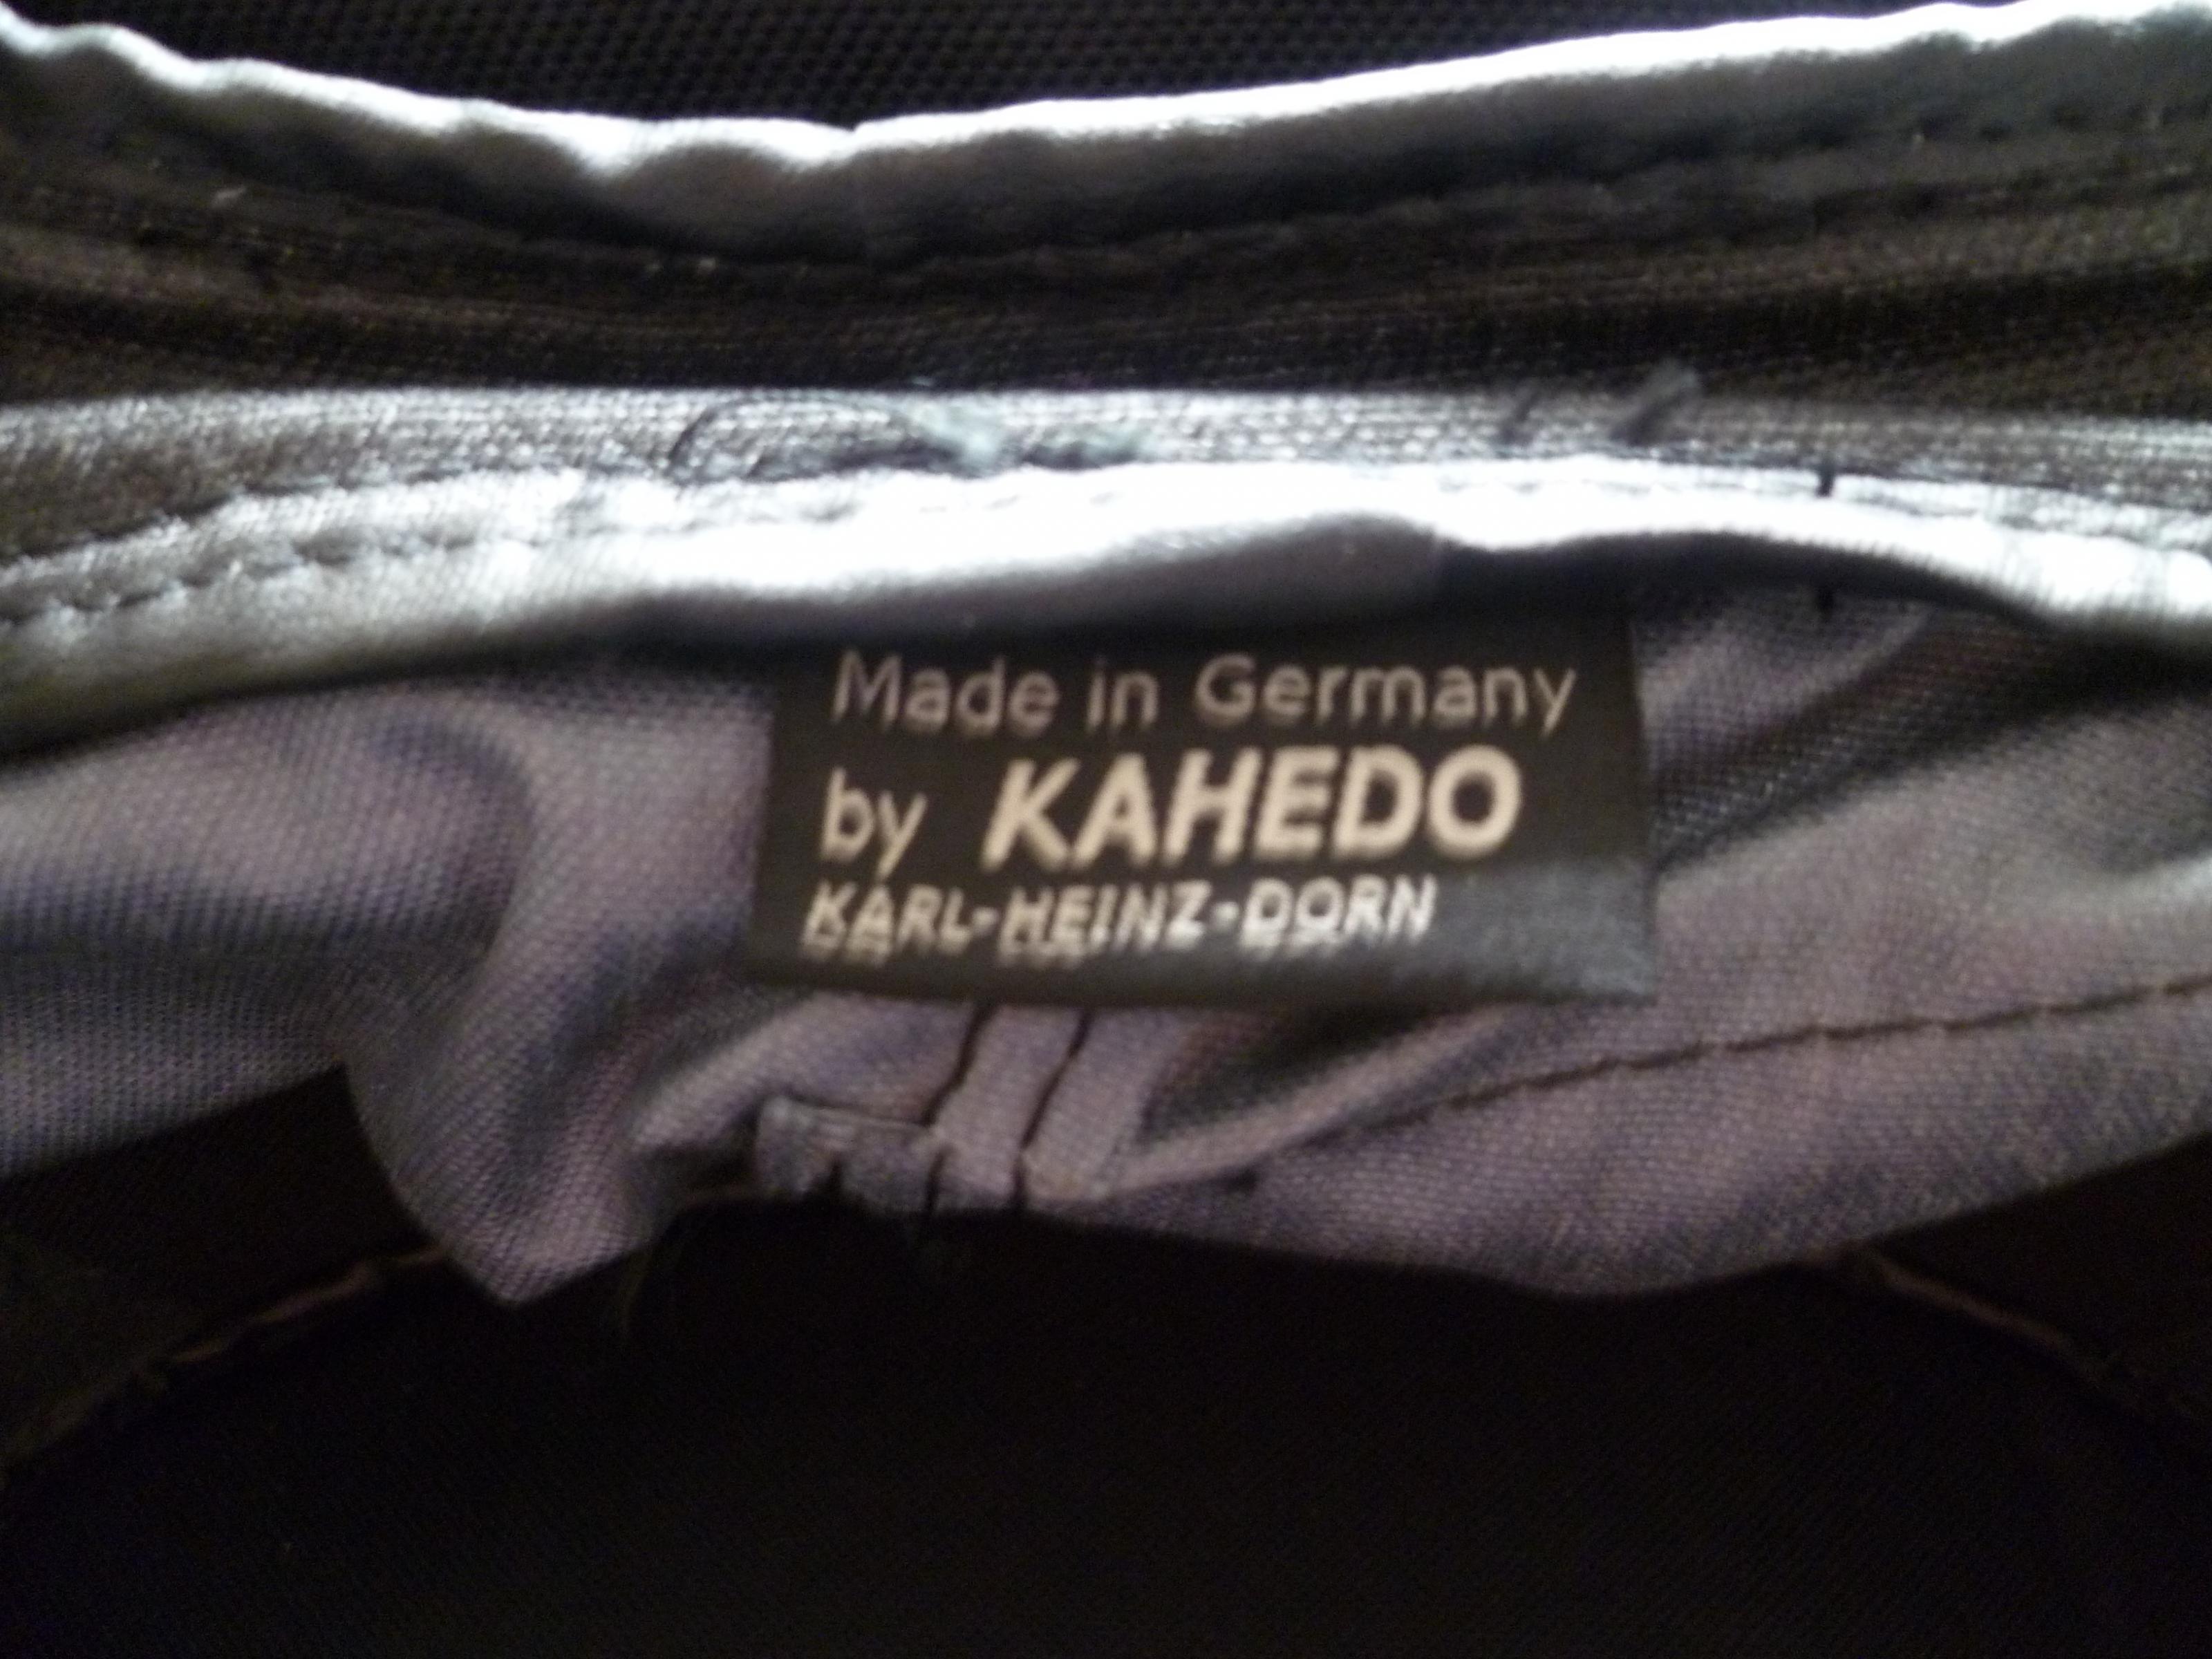 Made in Germany
by KAHEDO
KARL-HEINZ-DORN